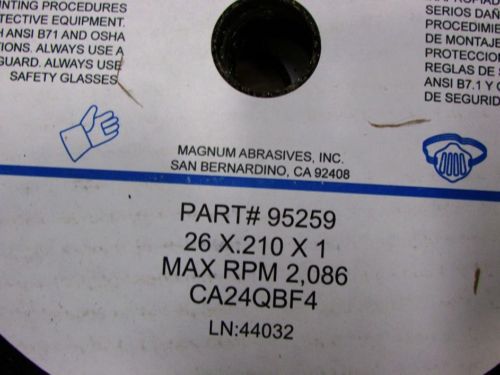 NTING PROCEDURES
TECTIVE EQUIPMENT.
H ANSI B71 AND OSHA
TIONS. ALWAYS USE A
GUARD. ALWAYS USE
SAFETY GLASSES
SERIOS DAÑ
PROCEDIMIE
DE MONTAJE
PROTECCION
REGLAS DE S
ANSI B7.1 Y O
DE SEGURID
MAGNUM ABRASIVES, INC.
SAN BERNARDINO, CA 92408
PART# 95259
26 X.210 X 1
MAX RPM 2,086
CA24QBF4
LN:44032